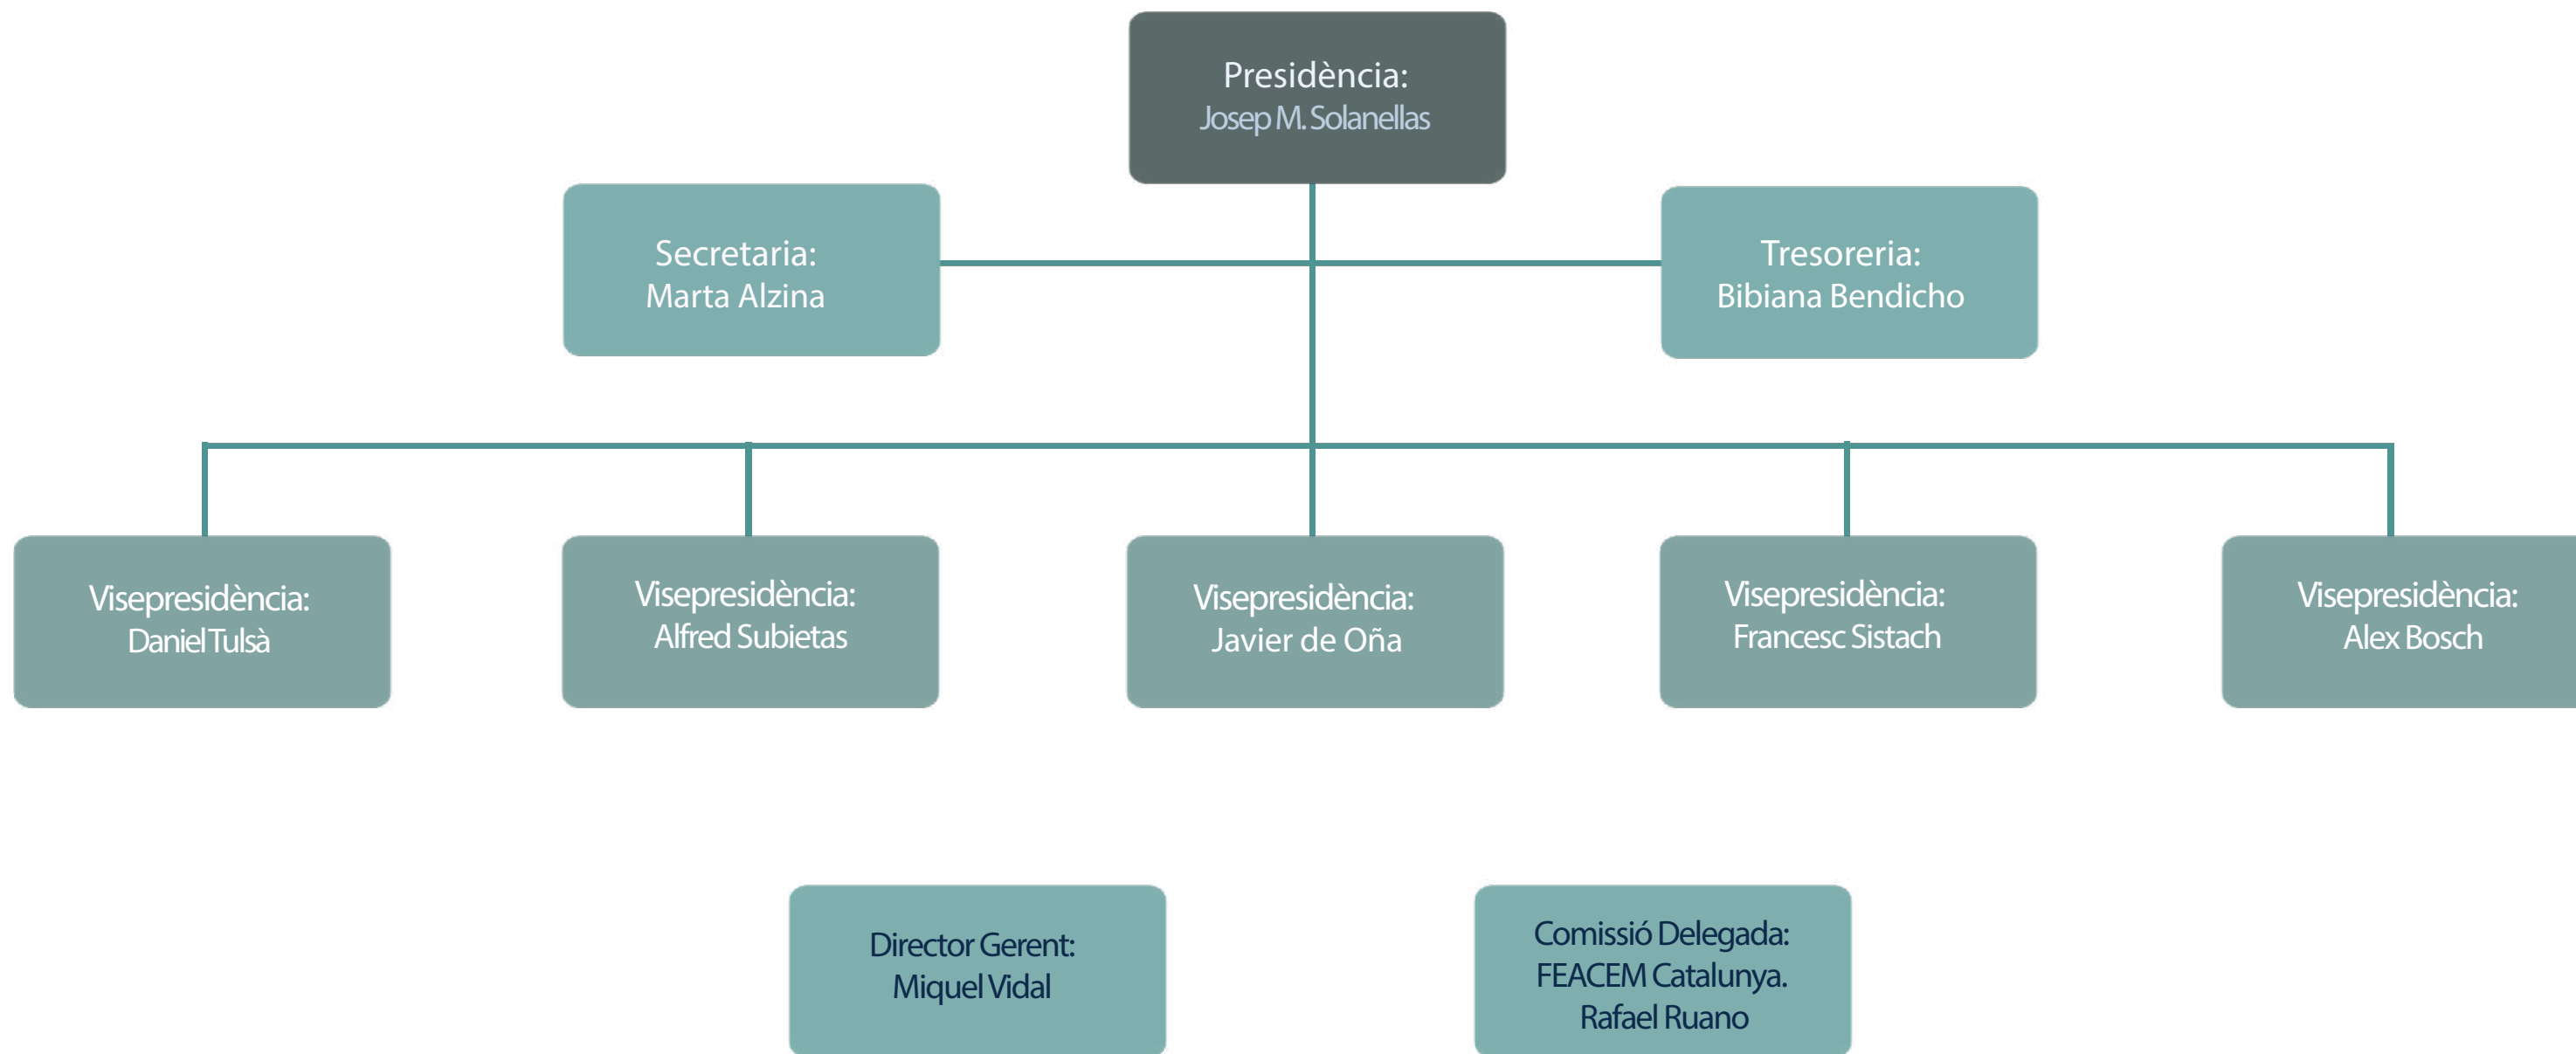 Presidència:
Josep M. Solanellas
Secretaria:
Marta Alzina
Tresoreria:
Bibiana Bendicho
Visepresidència:
Daniel Tulsà
Visepresidència:
Alfred Subietas
Visepresidència:
Javier de Oña
Visepresidència:
Francesc Sistach
Visepresidència:
Alex Bosch
Director Gerent:
Miquel Vidal
Comissió Delegada:
FEACEM Catalunya.
Rafael Ruano